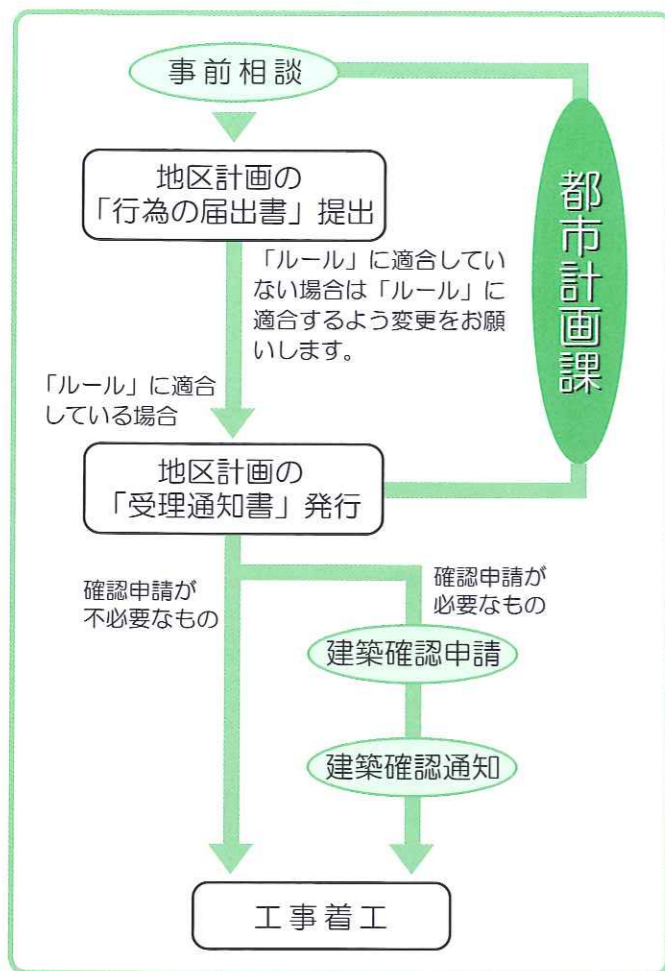 事前相談
都市計画課
地区計画の
「行為の届出書」提出
「ルール」に適合してい
ない場合は「ルール」に
適合するよう変更をお願
いします。
「ルール」に適合
している場合
地区計画の
「受理通知書」発行
確認申請が
不必要なもの
確認申請が
必要なもの
建築確認申請
建築確認通知
工事着工